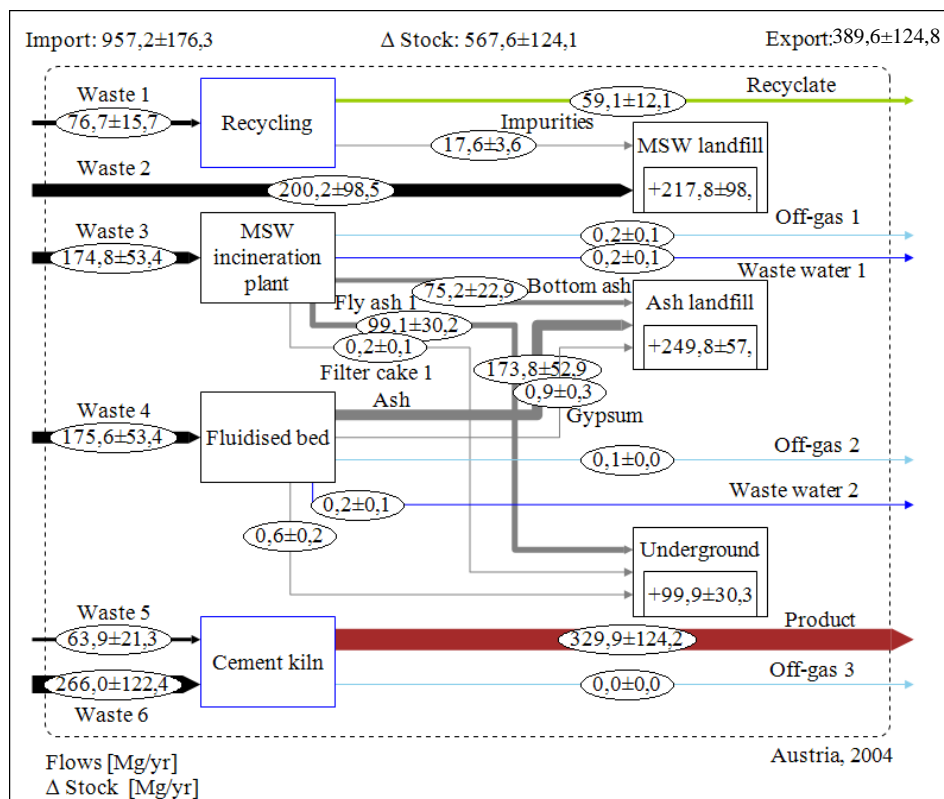 Import: 957,2±176,3 Δ Stock: 567,6±124,1 Export:389,6±124,8
Waste 1
76,7±15,7
Recycling
59,1±12,1
Recyclate
Impurities
17,6±3,6
MSW landfill
+217,8±98,
Waste 2
200,2±98,5
Waste 3
174,8±53,4
MSW
incineration
plant
Off-gas 1
0,2±0,1
0,2±0,1
Waste water 1
75,2±22,9
Bottom ash
Fly ash 1
99,1±30,2
0,2±0,1
Filter cake 1
Ash landfill
+249,8±57,
173,8±52,9
0,9±0,3
Ash
Gypsum
Waste 4
175,6±53,4
Fluidised bed
Off-gas 2
0,1±0,0
Waste water 2
0,2±0,1
0,6±0,2
Underground
+99,9±30,3
Waste 5
63,9±21,3
Cement kiln
Product
329,9±124,2
266,0±122,4
Waste 6
Off-gas 3
0,0±0,0
Flows [Mg/yr]
Δ Stock [Mg/yr]
Austria, 2004